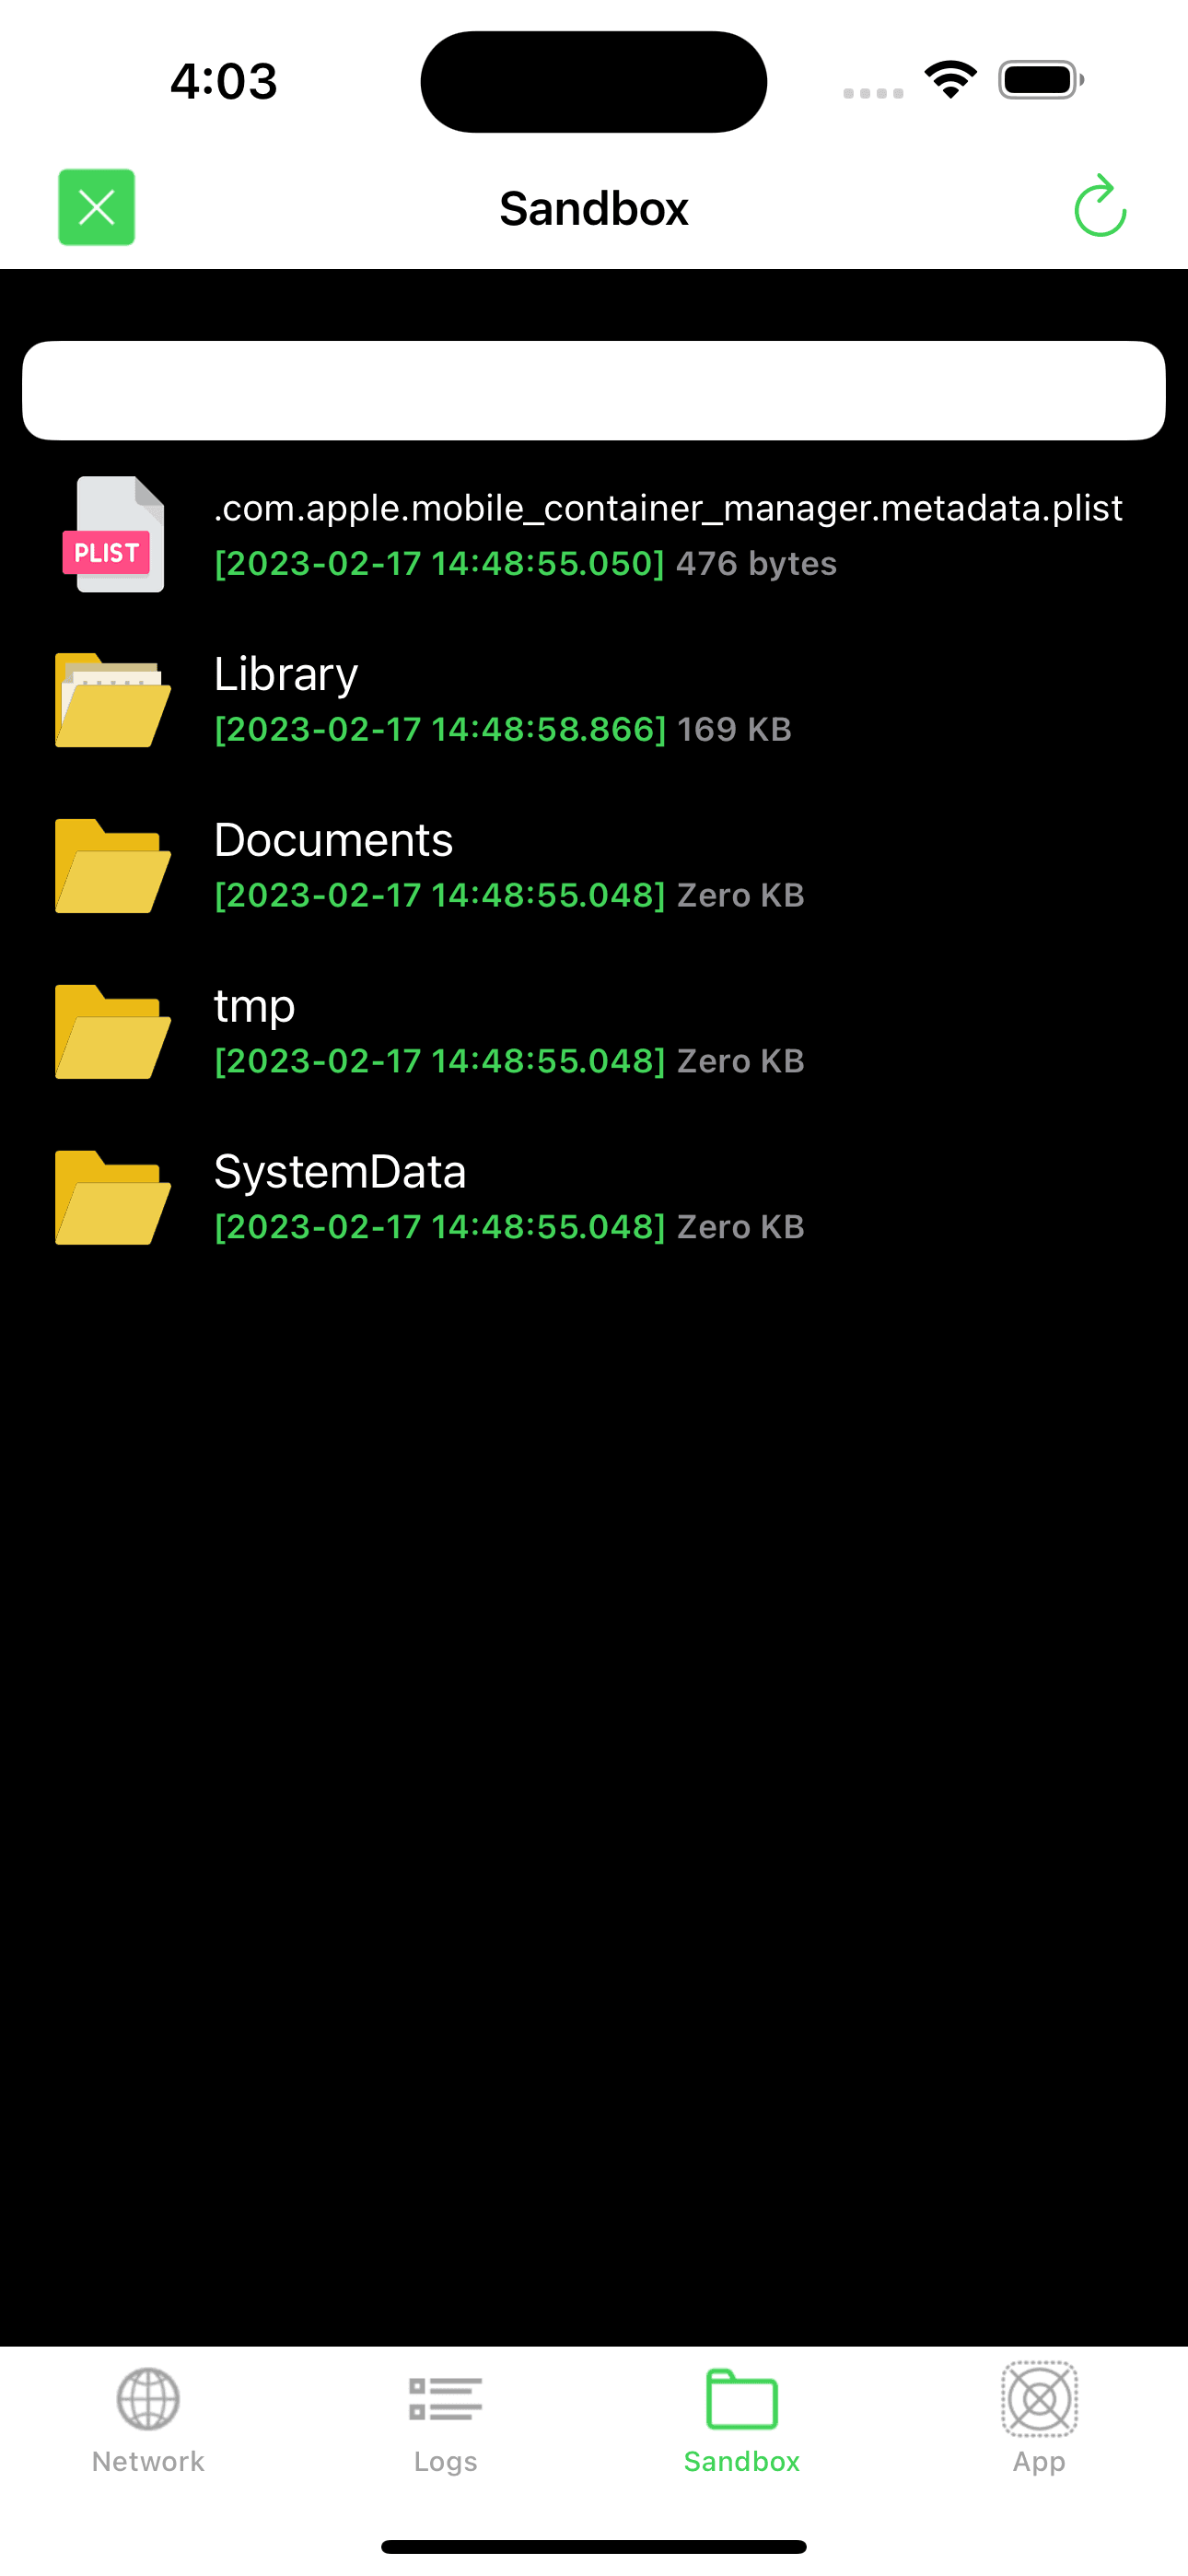 4:03
Sandbox
.com.apple.mobile_container_manager.metadata.plist
PLIST
[2023-02-17 14:48:55.050] 476 bytes
Library
[2023-02-17 14:48:58.866] 169 KB
Documents
[2023-02-17 14:48:55.048] Zero KB
tmp
[2023-02-17 14:48:55.048] Zero KB
SystemData
[2023-02-17 14:48:55.048] Zero KB
Network Logs Sandbox App